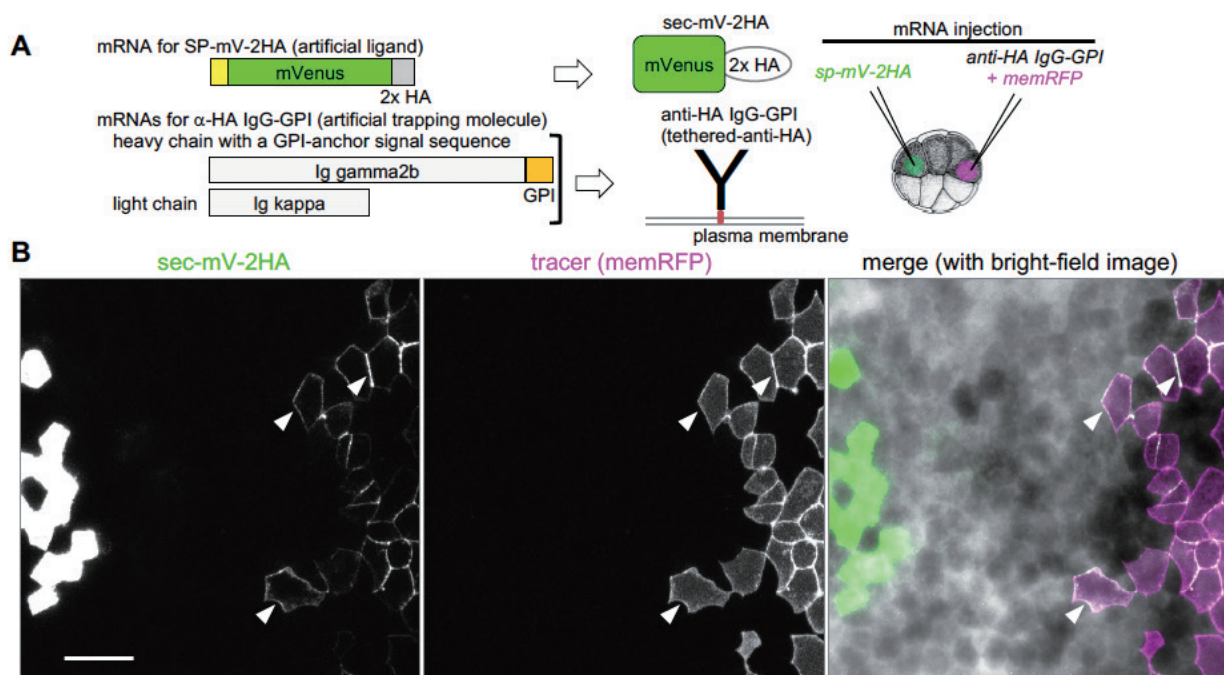 A
mRNA for SP-mV-2HA (artificial ligand)
mVenus
2x HA
mRNAs for α-HA IgG-GPI (artificial trapping molecule)
heavy chain with a GPI-anchor signal sequence
Ig gamma2b
GPI
light chain
Ig kappa
sec-mV-2HA
mVenus
2x HA
anti-HA IgG-GPI
(tethered-anti-HA)
plasma membrane
mRNA injection
sp-mV-2HA
anti-HA IgG-GPI
+ memRFP
B
sec-mV-2HA
tracer (memRFP)
merge (with bright-field image)